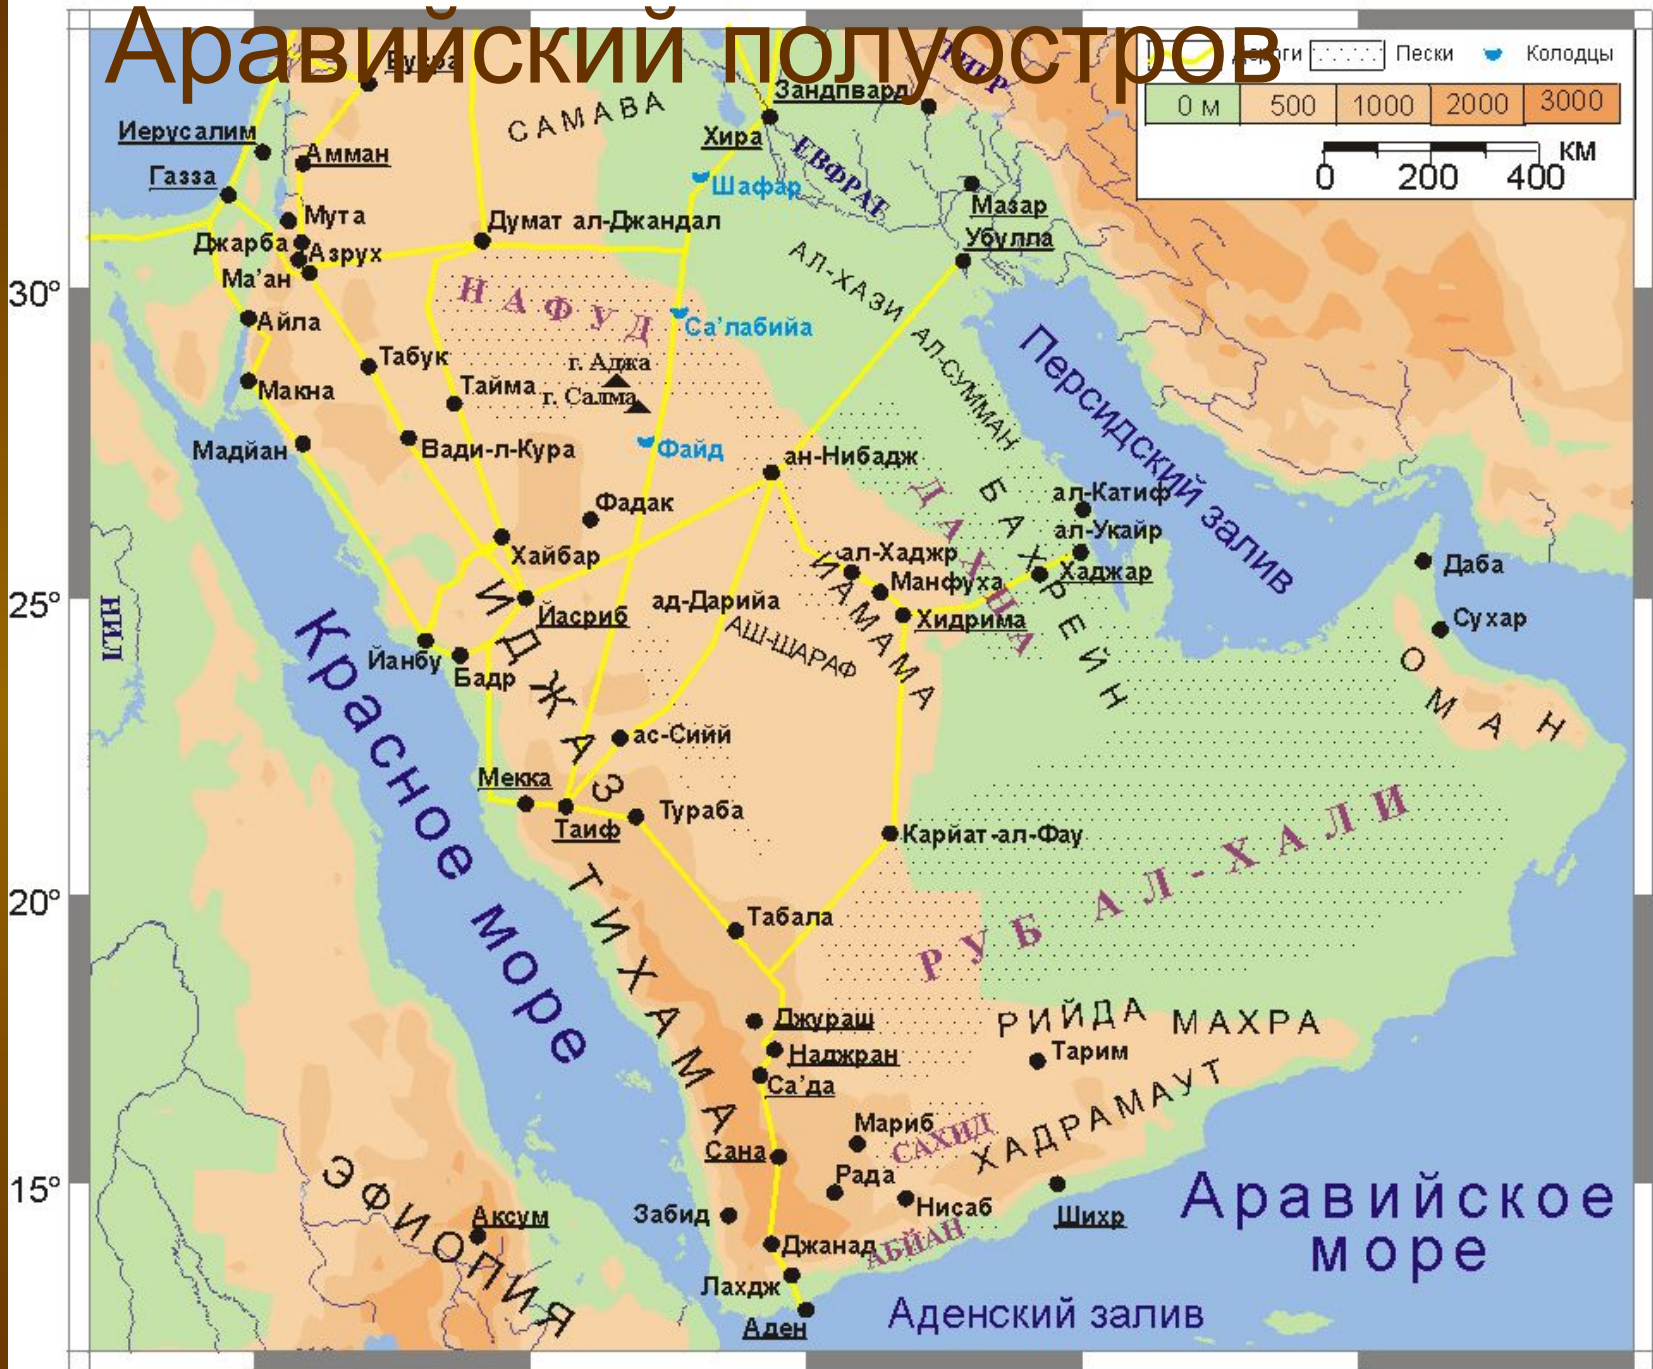 Аравийский полуостров
Пески
Колодцы
0 м 500 1000 2000 3000
КМ
0 200 400
Зандпвард
ТИГР
САМАВА
Иерусалим
Амман
Хира
ЕВФРАТ
Газза
Шафар
Мазар
Мута
Думат ал-Джандал
Убулла
Джарба
Азрух
Ма'ан
АЛ-ХАЗИ
30°
НАФУД
Айла
Са'лабийа
АЛ-СУММАН
Персидский залив
Табук
г. Аджа
Тайма
г. Салма
Макна
Мадйан
Вади-л-Кура
Файд
ан-Нибадж
ДАХНА
БАХРЕЙН
ал-Катиф
Фадак
ал-Укайр
Хайбар
ал-Хаджр
Хаджар
Даба
Манфуха
ЙАМАМА
25°
НИЛ
ХИДЖАЗ
Йасриб
ад-Дарийа
Хидрима
Сухар
АШ-ШАРАФ
Красное море
Йанбу
Бадр
ОМАН
ас-Сийй
Мекка
Таиф
Тураба
Карйат-ал-Фау
РУБ АЛ-ХАЛИ
ТИХАМА
20°
Табала
Джураш
РИЙДА
МАХРА
Наджран
Тарим
Са'да
ХАДРАМАУТ
Мариб
САХИД
Сана
Рада
15°
ЭФИОПИЯ
Аксум
Забид
Нисаб
Шихр
Аравийское
море
Джанад
АБЙАН
Лахдж
Аден
Аденский залив